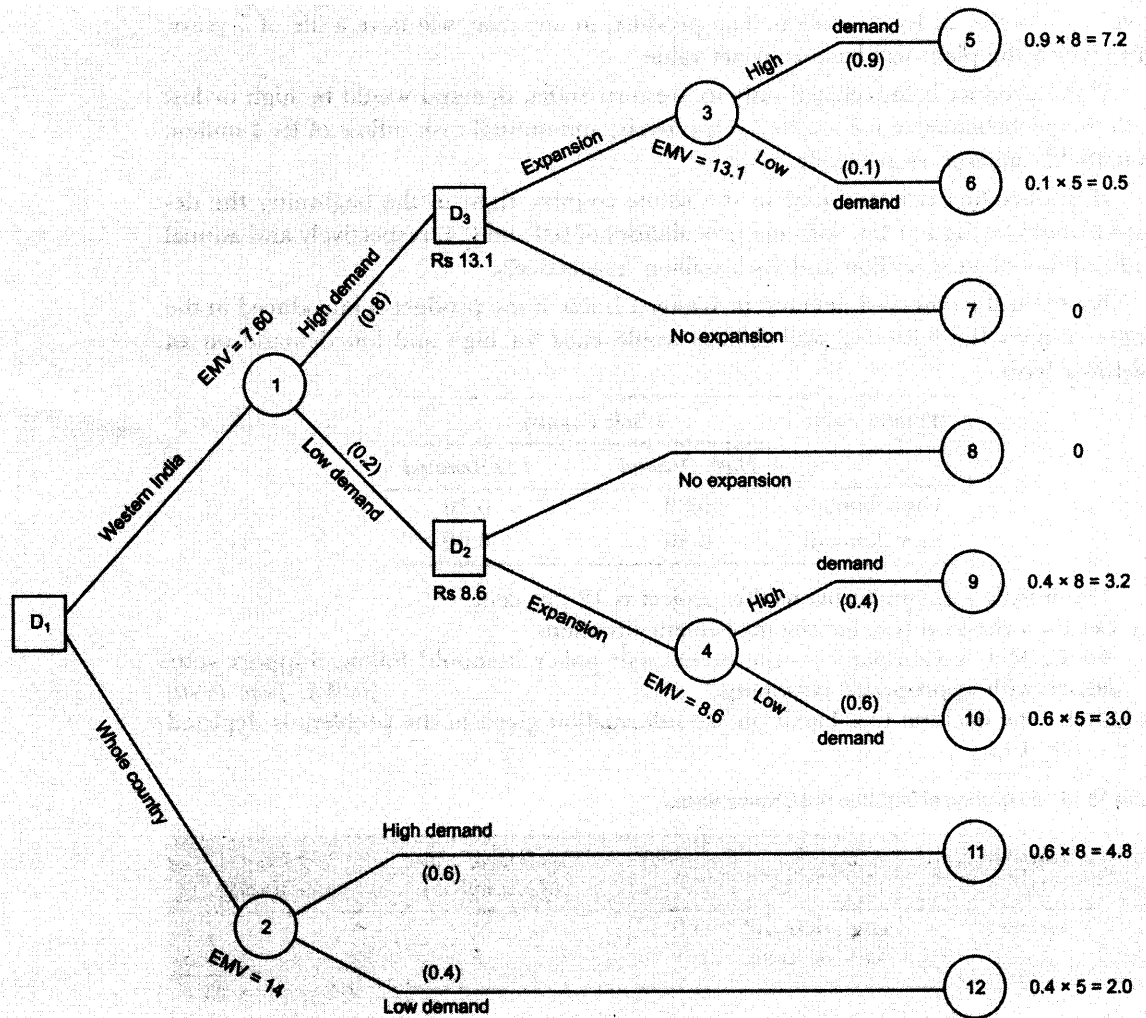 demand
High
(0.9)
5
0.9 × 8 = 7.2
3
EMV = 13.1
Low
(0.1)
demand
6
0.1 × 5 = 0.5
Expansion
D₃
Rs 13.1
No expansion
7
0
High demand
(0.8)
EMV = 7.60
1
(0.2)
Low demand
Western India
No expansion
8
0
D₂
Rs 8.6
Expansion
demand
High
(0.4)
9
0.4 × 8 = 3.2
4
EMV = 8.6
Low
(0.6)
demand
10
0.6 × 5 = 3.0
D₁
Whole country
High demand
(0.6)
11
0.6 × 8 = 4.8
2
EMV = 14
(0.4)
Low demand
12
0.4 × 5 = 2.0